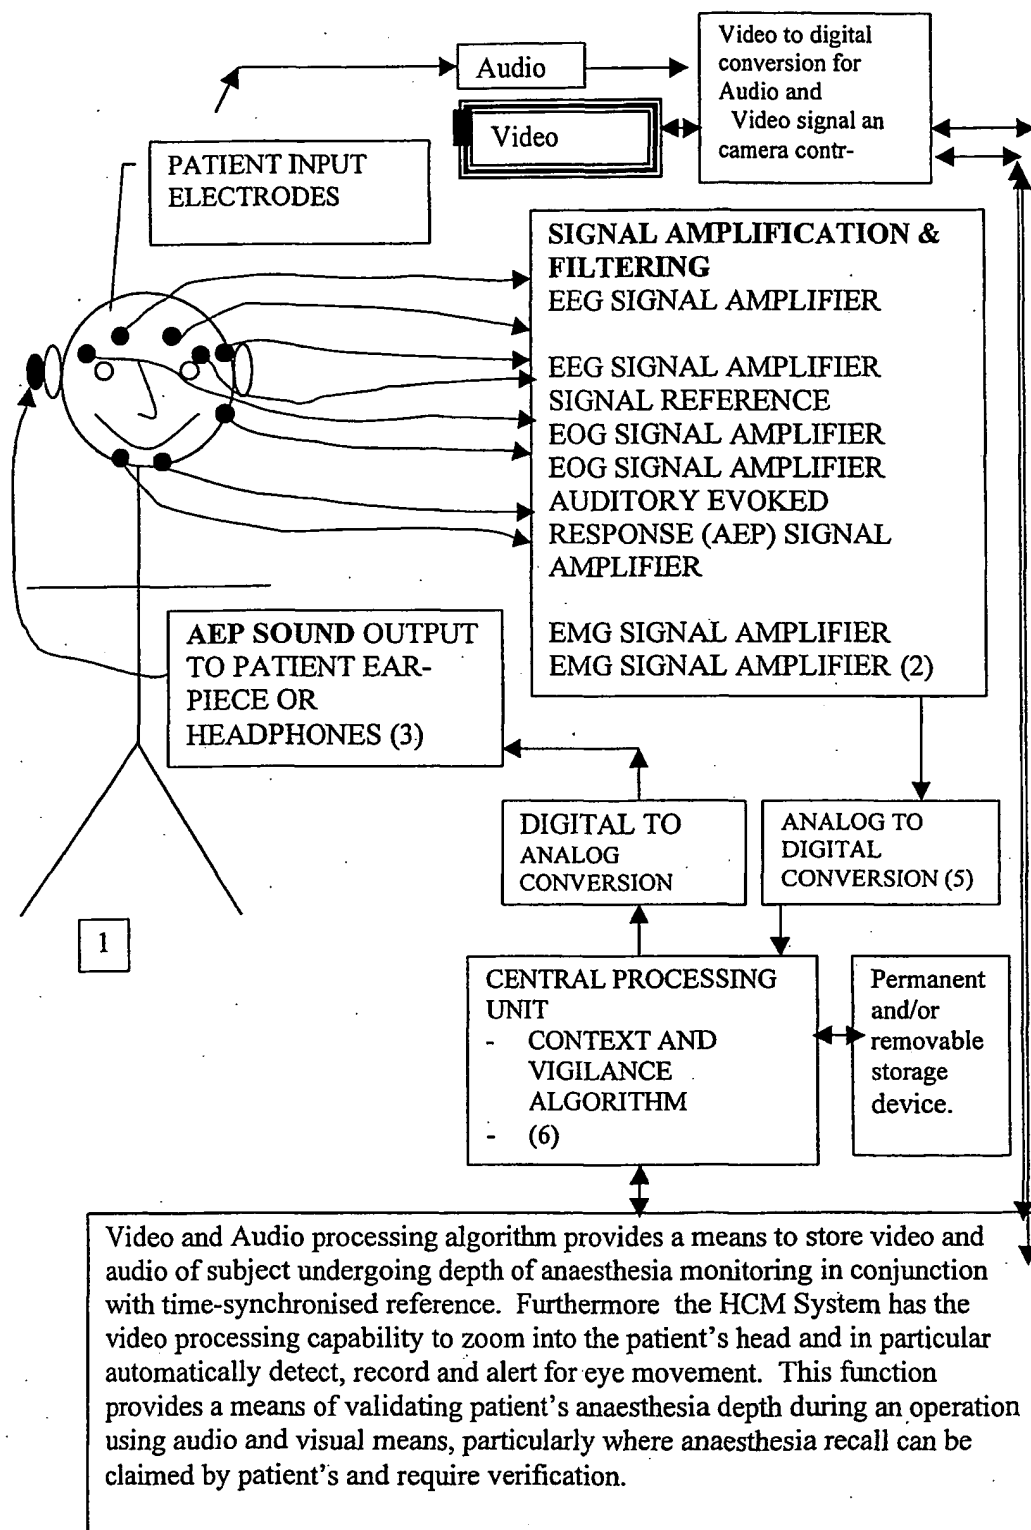 Audio
Video to digital
conversion for
Audio and
Video signal an
camera contr-
Video
PATIENT INPUT
ELECTRODES
SIGNAL AMPLIFICATION &
FILTERING
EEG SIGNAL AMPLIFIER
EEG SIGNAL AMPLIFIER
SIGNAL REFERENCE
EOG SIGNAL AMPLIFIER
EOG SIGNAL AMPLIFIER
AUDITORY EVOKED
RESPONSE (AEP) SIGNAL
AMPLIFIER
EMG SIGNAL AMPLIFIER
EMG SIGNAL AMPLIFIER (2)
AEP SOUND OUTPUT
TO PATIENT EAR-
PIECE OR
HEADPHONES (3)
DIGITAL TO
ANALOG
CONVERSION
ANALOG TO
DIGITAL
CONVERSION (5)
1
CENTRAL PROCESSING
UNIT
- CONTEXT AND
VIGILANCE
ALGORITHM
- (6)
Permanent
and/or
removable
storage
device.
Video and Audio processing algorithm provides a means to store video and
audio of subject undergoing depth of anaesthesia monitoring in conjunction
with time-synchronised reference. Furthermore the HCM System has the
video processing capability to zoom into the patient's head and in particular
automatically detect, record and alert for eye movement. This function
provides a means of validating patient's anaesthesia depth during an operation
using audio and visual means, particularly where anaesthesia recall can be
claimed by patient's and require verification.